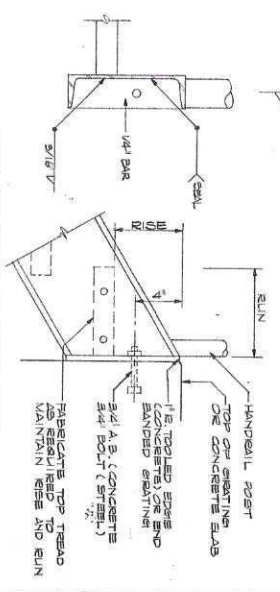 SEAL
1/4" BAR
3/16 V
RISE
4"
RUN
HANDRAIL POST
TOP OF GRATING
OR CONCRETE SLAB
1" R TOOLED EDGE
(CONCRETE) OR END
BANDED GRATING
3/4" A.B. (CONCRETE
3/4" BOLT (STEEL)
FABRICATE TOP TREAD
AS REQUIRED TO
MAINTAIN RISE AND RUN